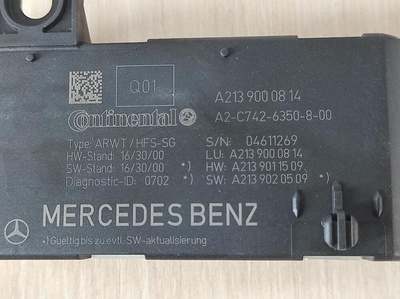 Q01
A213 900 08 14
Continental
A2-C742-6350-8-00
Type: ARWT / HFS-SG
S/N: 04611269
HW-Stand: 16/30/00
LU: A213 900 08 14
SW-Stand: 16/30/00 *)
HW: A213 901 15 09
Diagnostic-ID: 0702 *)
SW: A213 902 05 09 *)
MERCEDES BENZ
*) Gueltig bis zu evtl. SW-aktualisierung